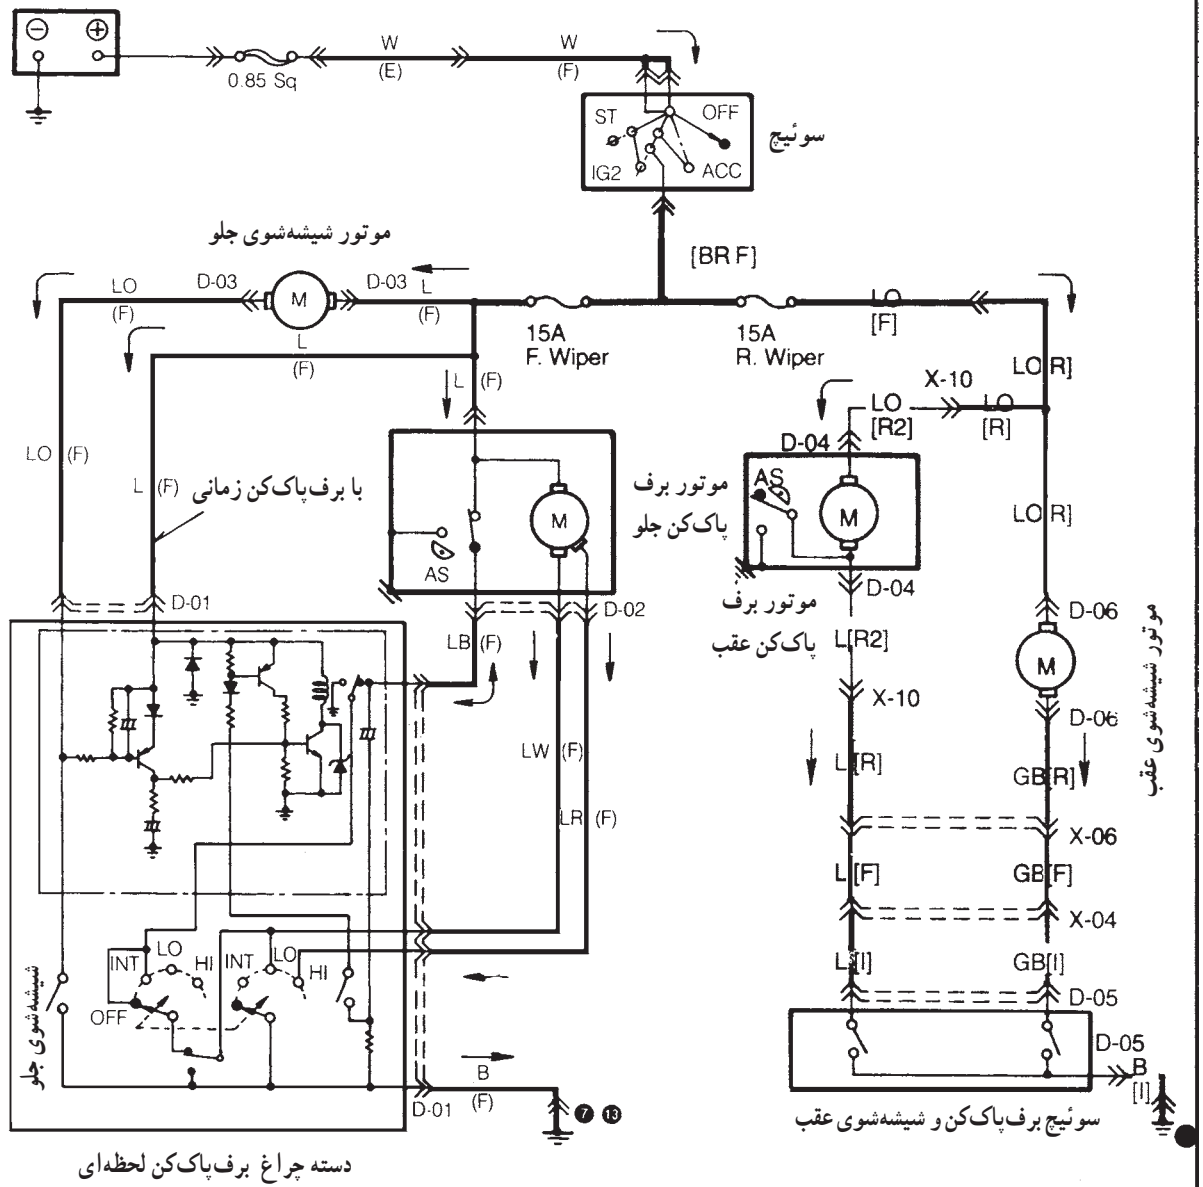 − +
W
(E)
W
(F)
0.85 Sq
ST OFF
IG2 ACC
سوئیچ
[BR F]
موتور شیشه‌شوی جلو
LO
(F)
D-03
M
D-03
L
(F)
L
(F)
15A
F. Wiper
15A
R. Wiper
LO
[F]
LO R]
X-10
LO
[R2]
LO
[R]
L (F)
D-04
LO (F)
L (F)
با برف‌پاک‌کن زمانی
M
AS
موتور برف
پاک‌کن جلو
AS
M
LO R]
D-01
D-02
D-04
موتور برف
پاک‌کن عقب
D-06
LB (F)
L[R2]
M
موتور شیشه‌شوی عقب
X-10
D-06
LW (F)
L [R]
GB[R]
LR (F)
X-06
L [F]
GB[F]
X-04
INT LO HI
INT LO HI
OFF
شیشه‌شوی جلو
L[I]
GB[I]
D-05
D-05
B
[I]
B
(F)
D-01
7 13
سوئیچ برف‌پاک‌کن و شیشه‌شوی عقب
دسته چراغ برف‌پاک‌کن لحظه‌ای